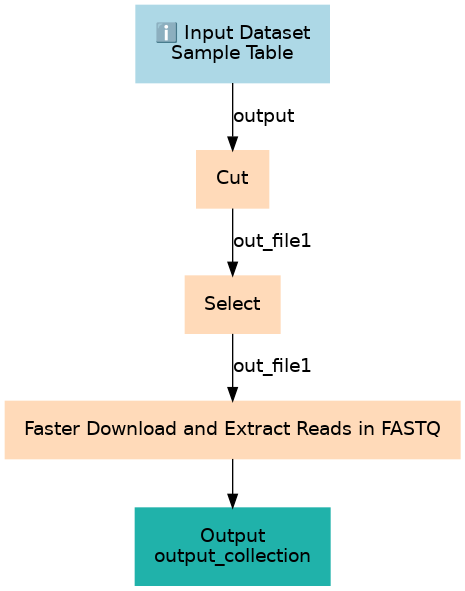 ℹ️ Input Dataset
Sample Table
output
Cut
out_file1
Select
out_file1
Faster Download and Extract Reads in FASTQ
Output
output_collection